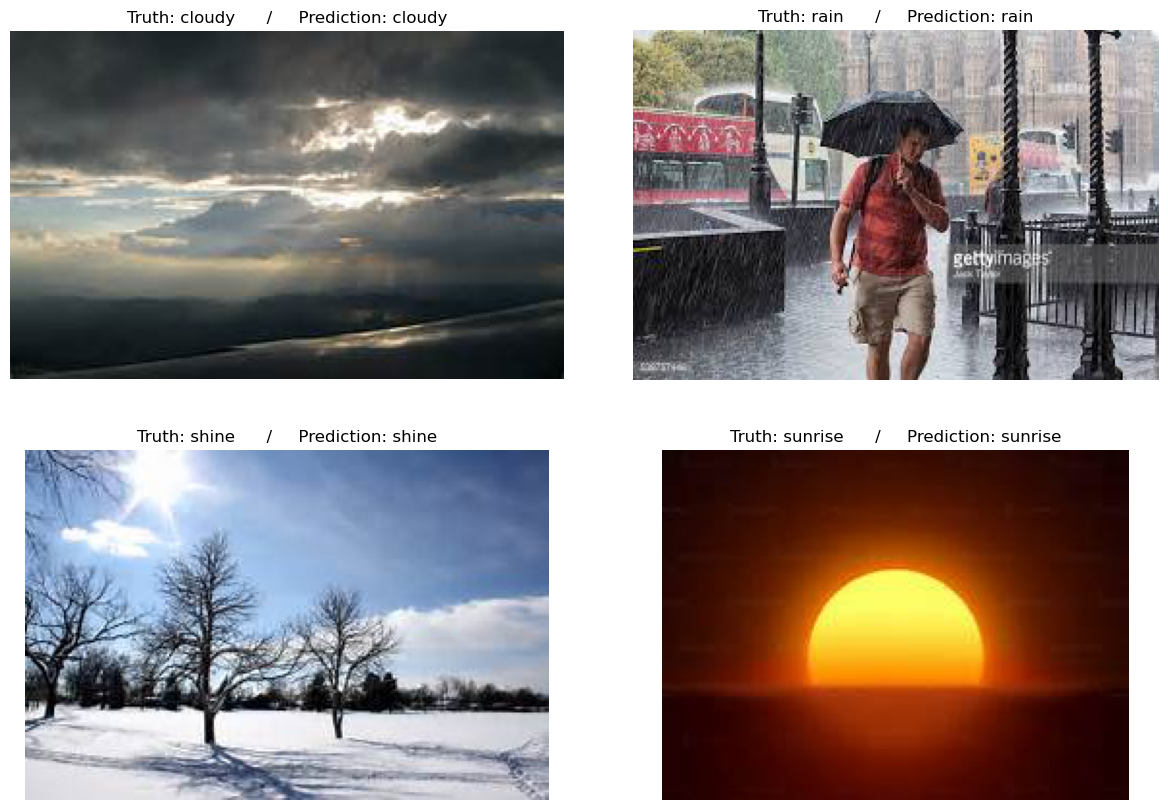 Truth: cloudy / Prediction: cloudy
Truth: rain / Prediction: rain
gettyimages®
Jack Taylor
Truth: shine / Prediction: shine
Truth: sunrise / Prediction: sunrise